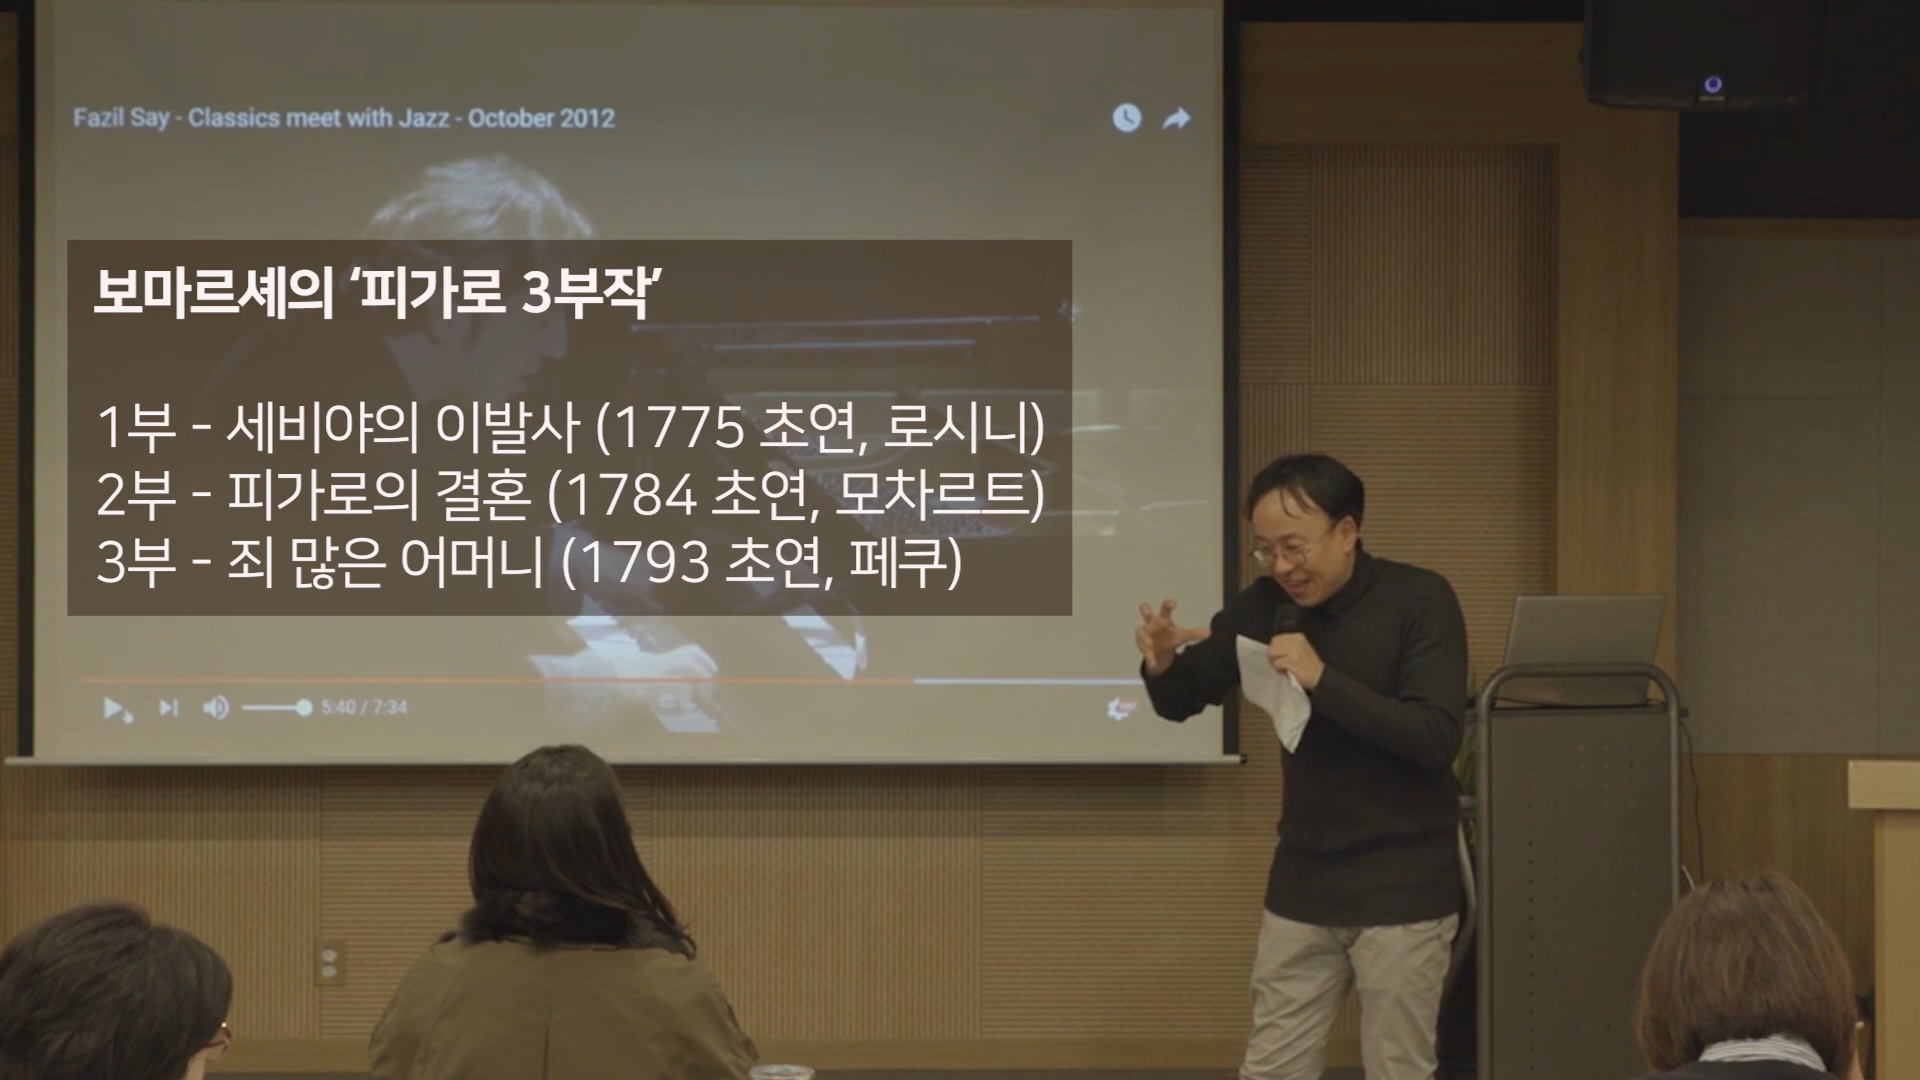 Fazil Say - Classics meet with Jazz - October 2012
보마르셰의 ‘피가로 3부작’
1부 - 세비야의 이발사 (1775 초연, 로시니)
2부 - 피가로의 결혼 (1784 초연, 모차르트)
3부 - 죄 많은 어머니 (1793 초연, 페쿠)
5:40 / 7:34